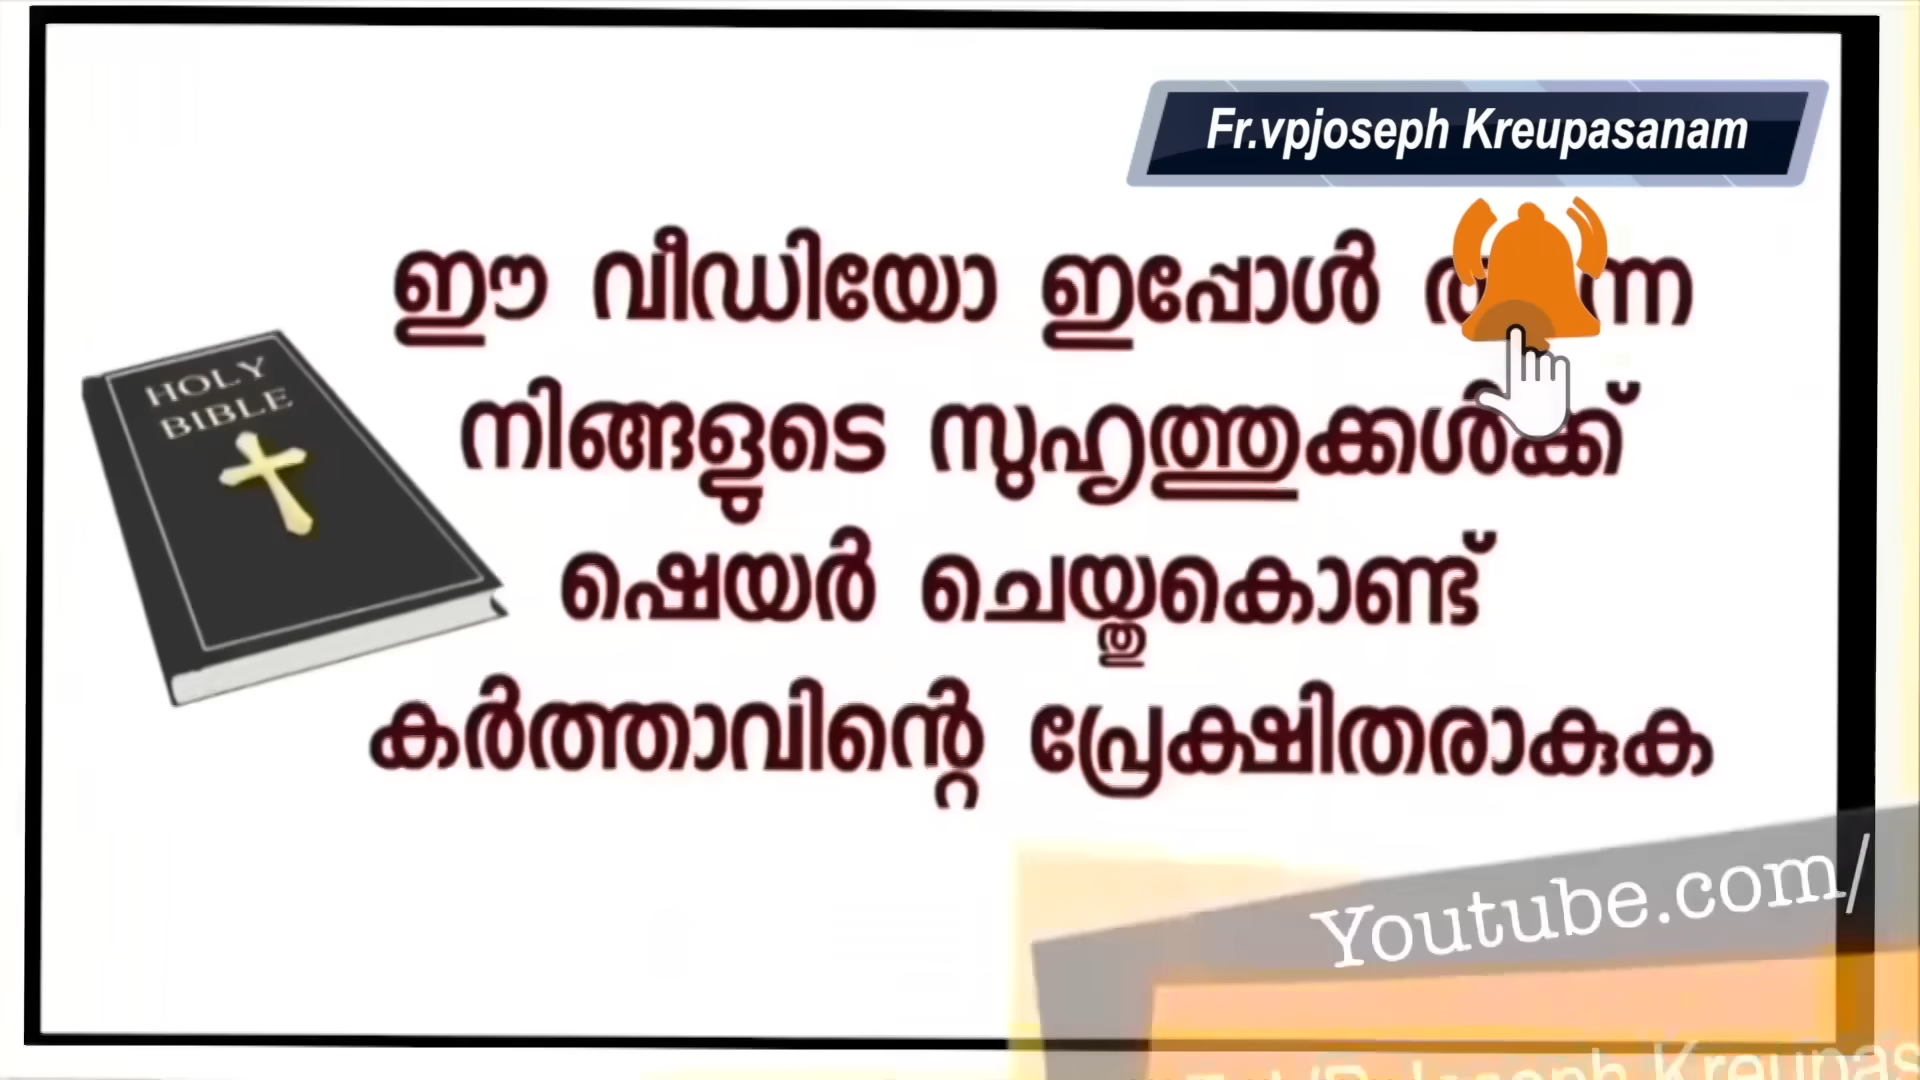 Fr.vpjoseph Kreupasanam
ഈ വീഡിയോ ഇപ്പോൾ
HOLY
BIBLE
നിങ്ങളുടെ സുഹൃത്തുക്കൾക്ക്
ഷെയർ ചെയ്തുകൊണ്ട്
കർത്താവിന്റെ പ്രേക്ഷിതരാകുക
Youtube.com/